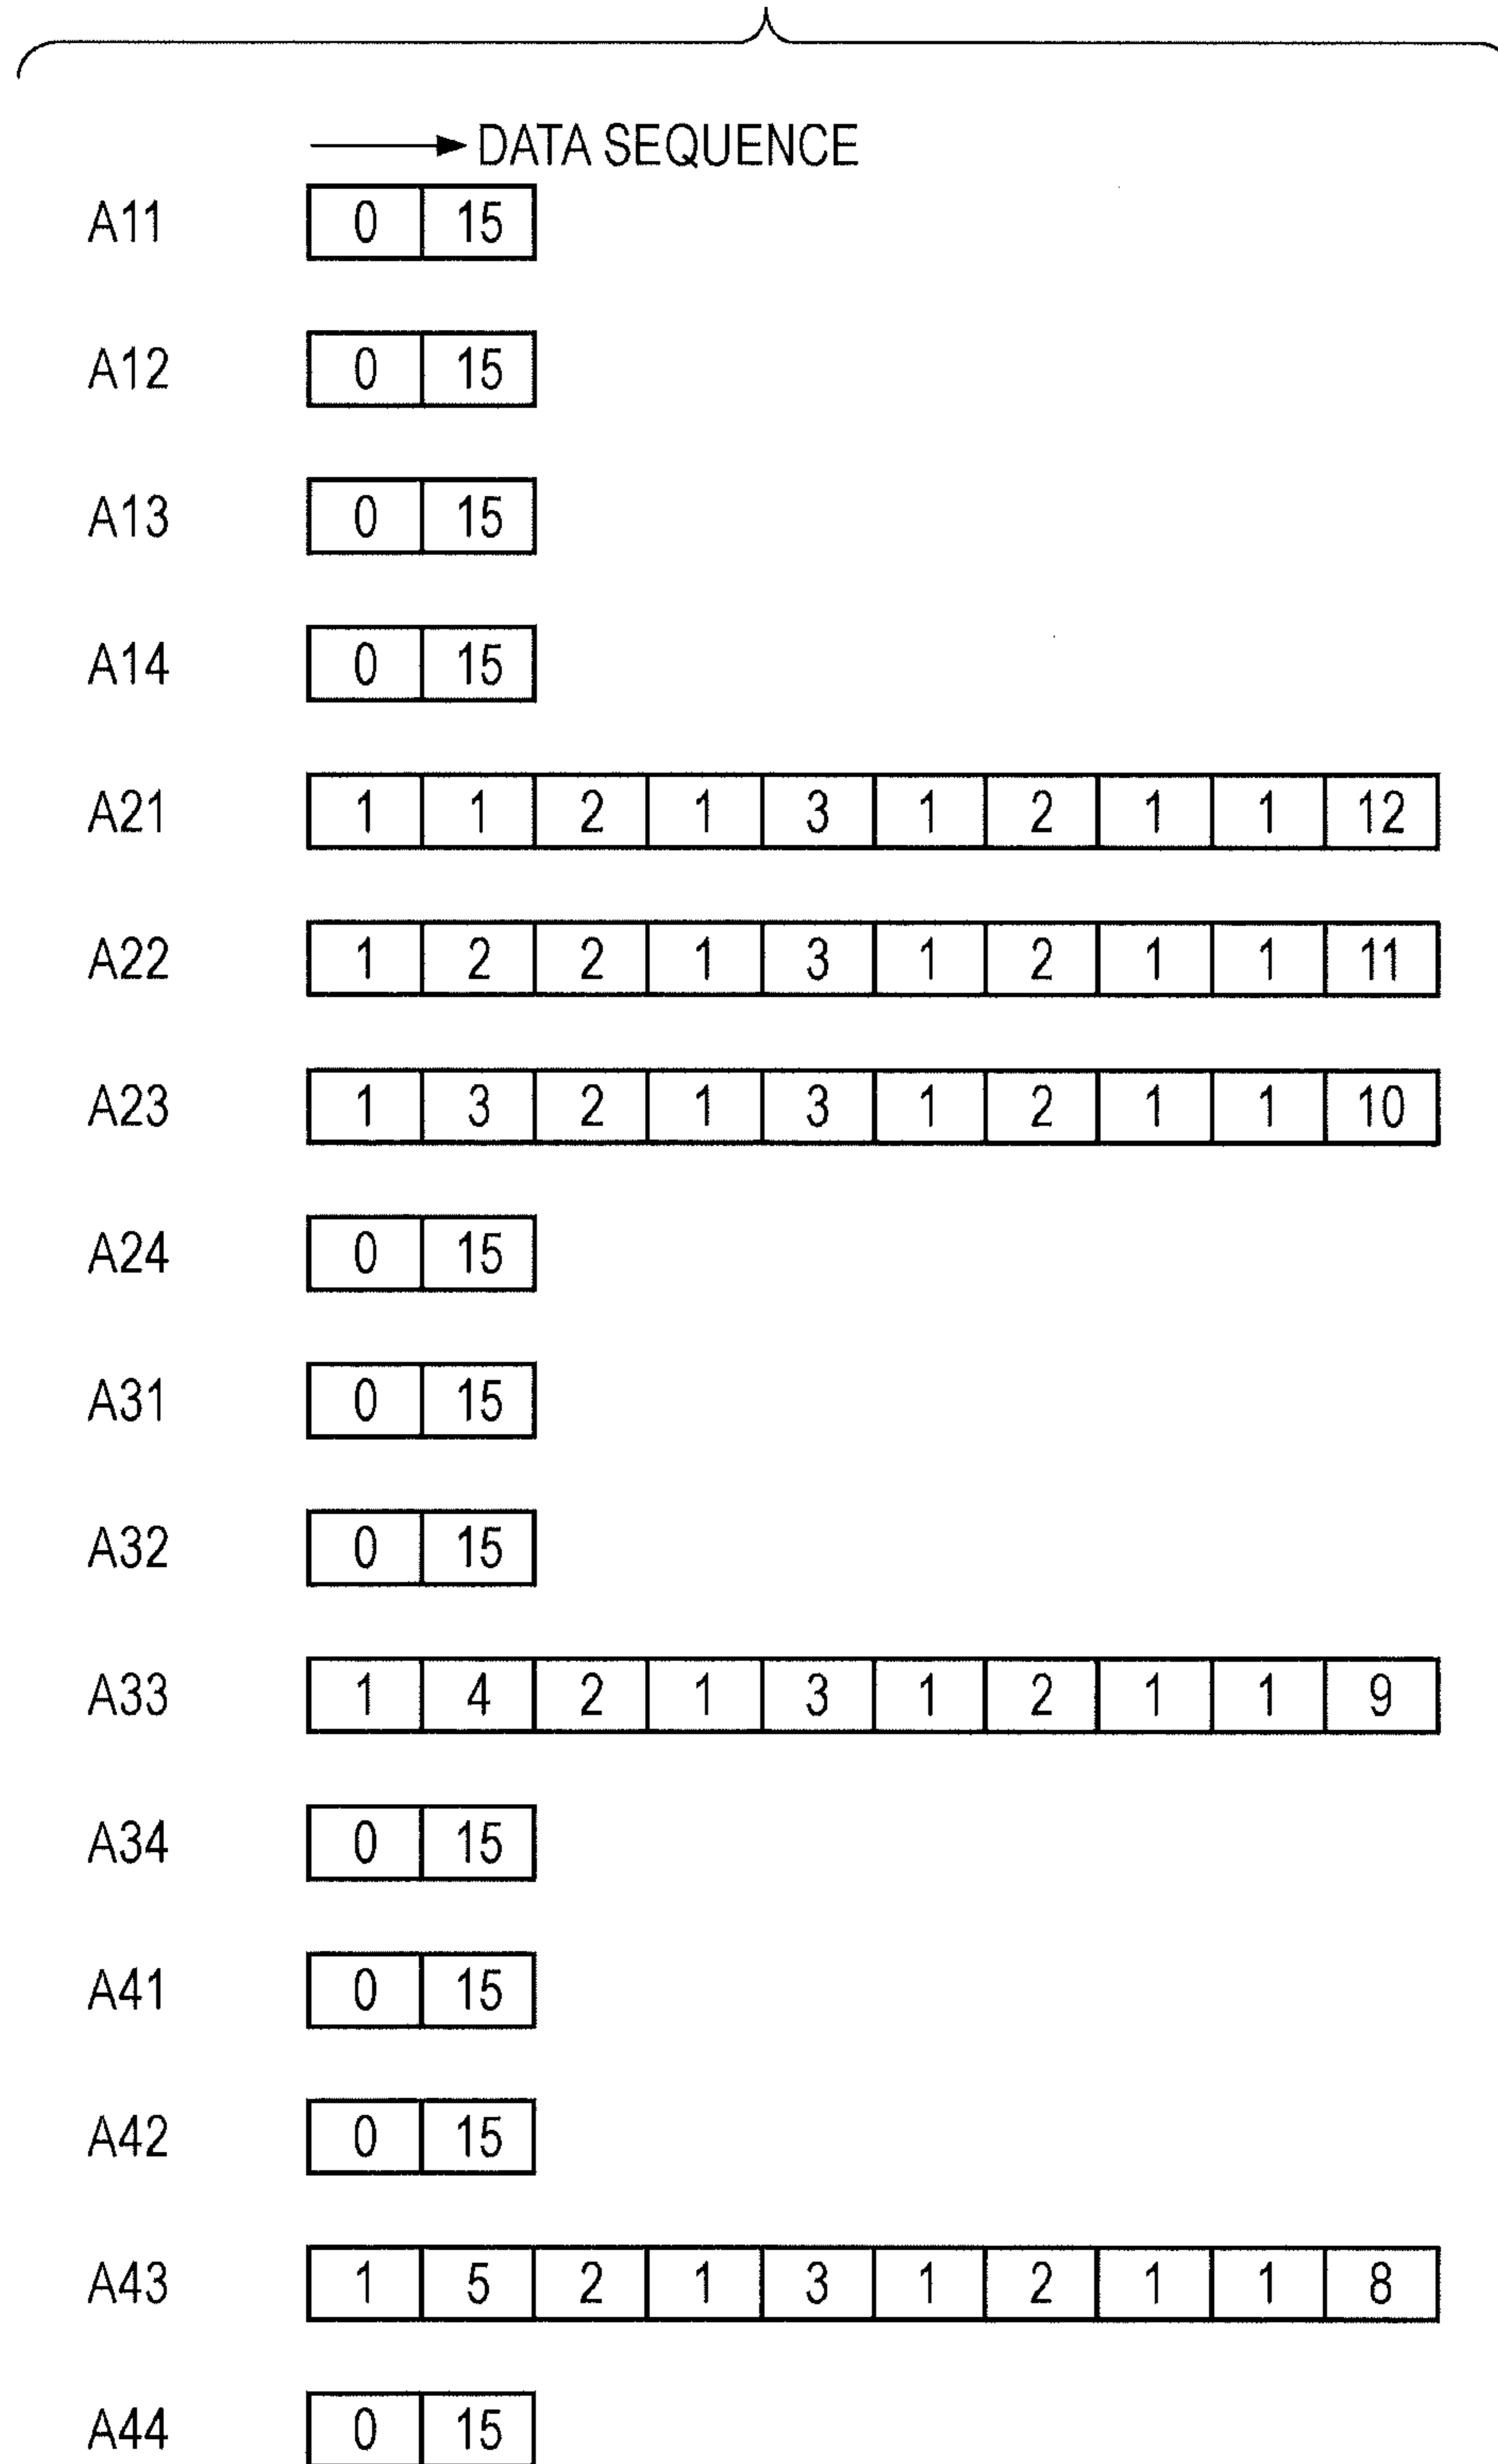 DATA SEQUENCE
A11 0 15
A12 0 15
A13 0 15
A14 0 15
A21 1 1 2 1 3 1 2 1 1 12
A22 1 2 2 1 3 1 2 1 1 11
A23 1 3 2 1 3 1 2 1 1 10
A24 0 15
A31 0 15
A32 0 15
A33 1 4 2 1 3 1 2 1 1 9
A34 0 15
A41 0 15
A42 0 15
A43 1 5 2 1 3 1 2 1 1 8
A44 0 15